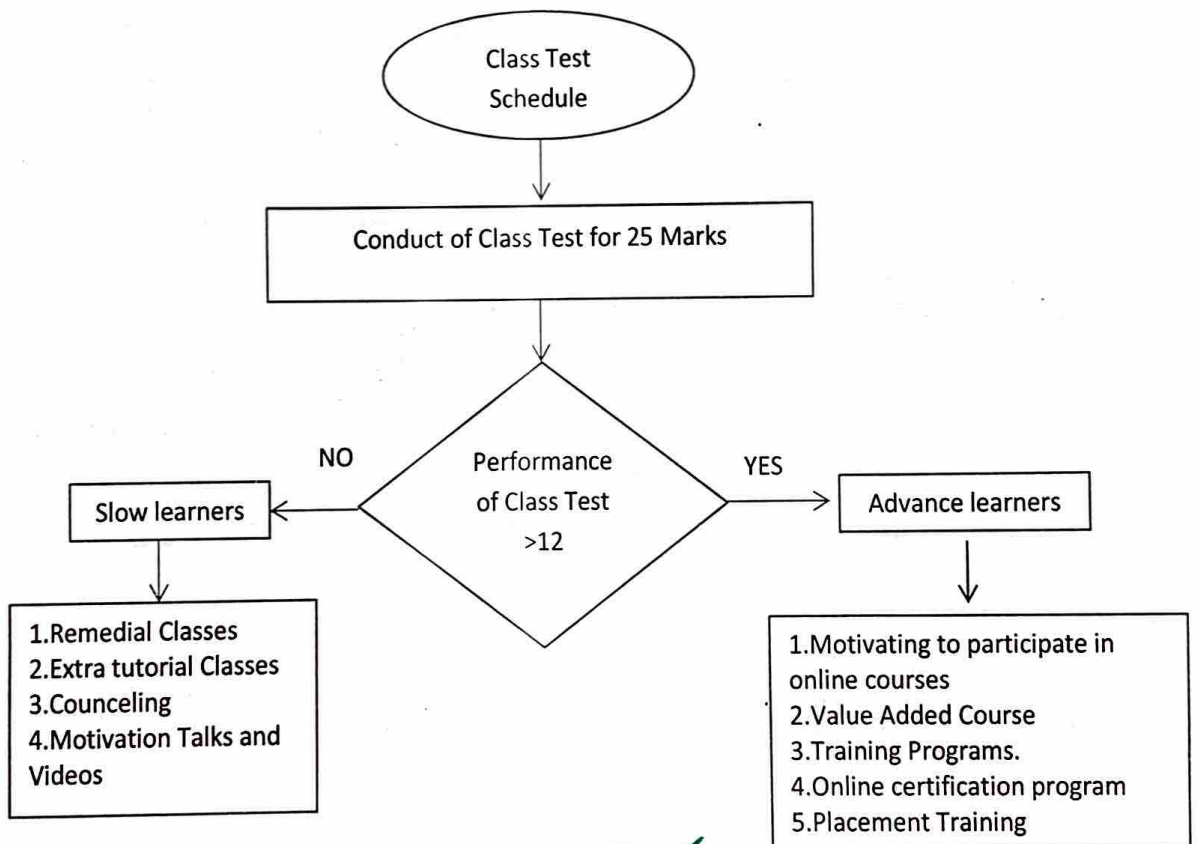 Class Test
Schedule
Conduct of Class Test for 25 Marks
NO
Performance
of Class Test
>12
YES
Slow learners
Advance learners
1.Remedial Classes
2.Extra tutorial Classes
3.Counceling
4.Motivation Talks and
Videos
1.Motivating to participate in
online courses
2.Value Added Course
3.Training Programs.
4.Online certification program
5.Placement Training